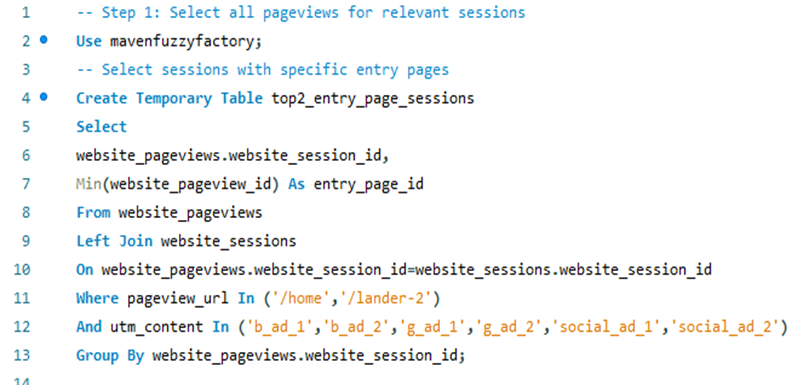 1 -- Step 1: Select all pageviews for relevant sessions
2 Use mavenfuzzyfactory;
3 -- Select sessions with specific entry pages
4 Create Temporary Table top2_entry_page_sessions
5 Select
6 website_pageviews.website_session_id,
7 Min(website_pageview_id) As entry_page_id
8 From website_pageviews
9 Left Join website_sessions
10 On website_pageviews.website_session_id=website_sessions.website_session_id
11 Where pageview_url In ('/home','/lander-2')
12 And utm_content In ('b_ad_1','b_ad_2','g_ad_1','g_ad_2','social_ad_1','social_ad_2')
13 Group By website_pageviews.website_session_id;
14